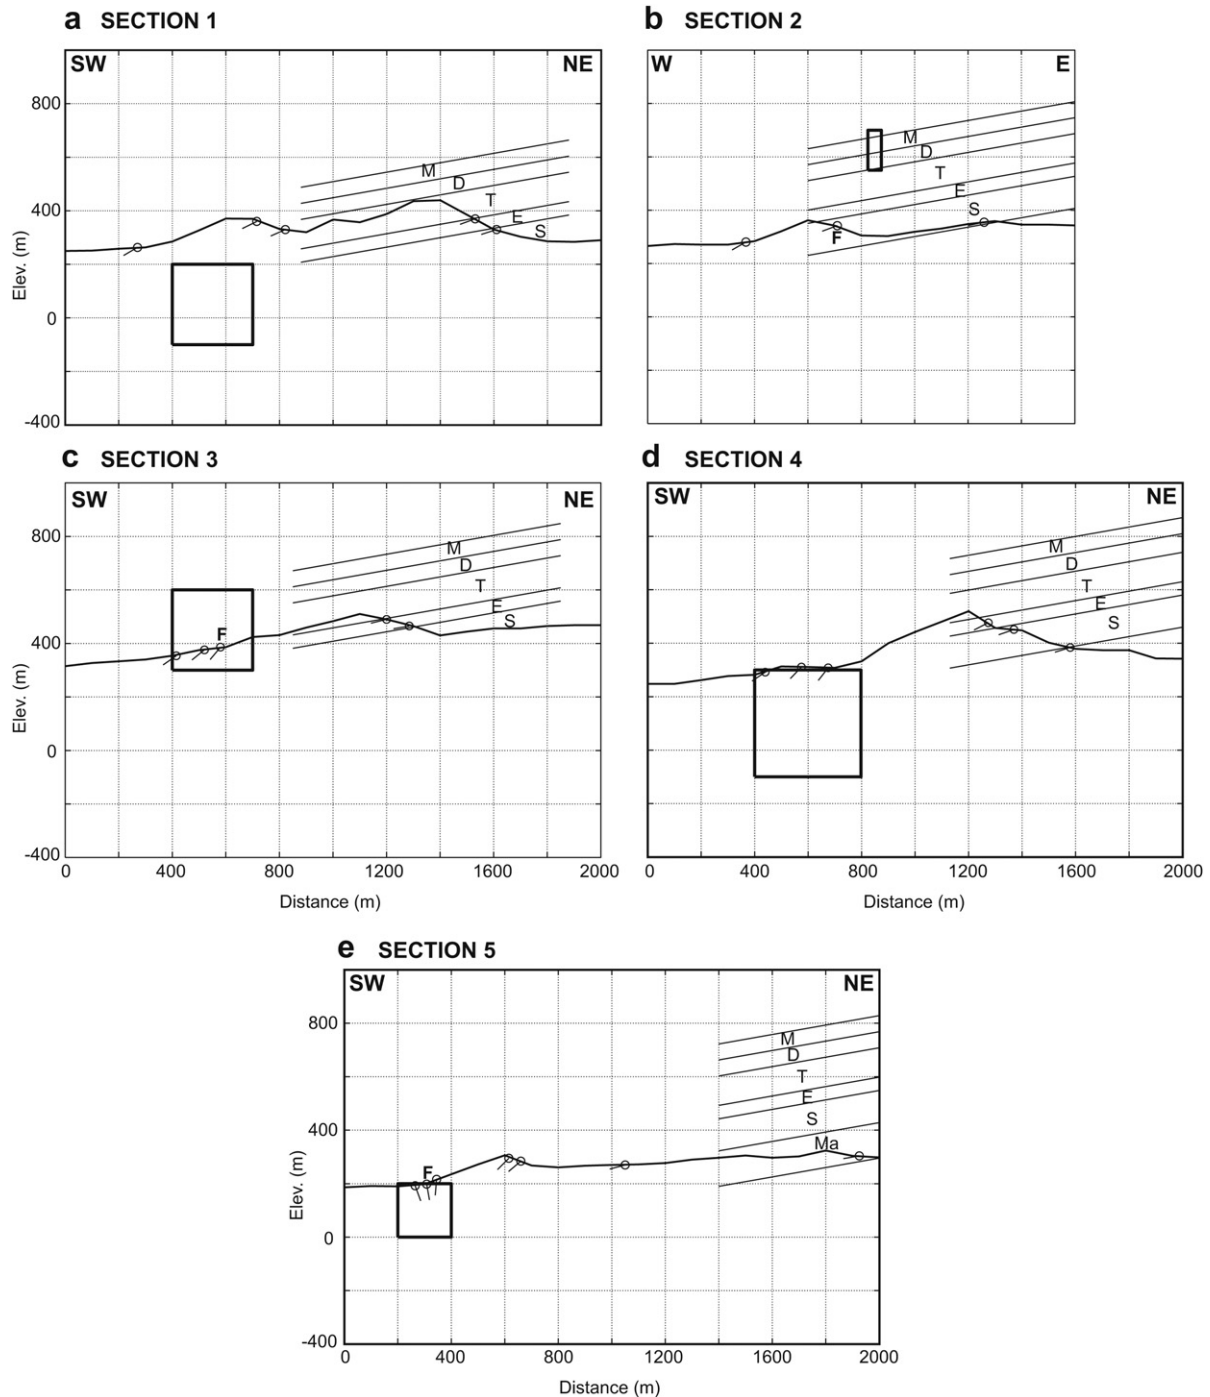 a SECTION 1
b SECTION 2
SW NE
W E
800
400
0
-400
Elev. (m)
M
D
T
E
S
M
D
T
E
S
F
c SECTION 3
d SECTION 4
SW NE
SW NE
800
400
0
-400
Elev. (m)
M
D
T
E
S
F
M
D
T
E
S
0 400 800 1200 1600 2000
Distance (m)
0 400 800 1200 1600 2000
Distance (m)
e SECTION 5
SW NE
800
400
0
-400
Elev. (m)
M
D
T
E
S
Ma
F
0 400 800 1200 1600 2000
Distance (m)